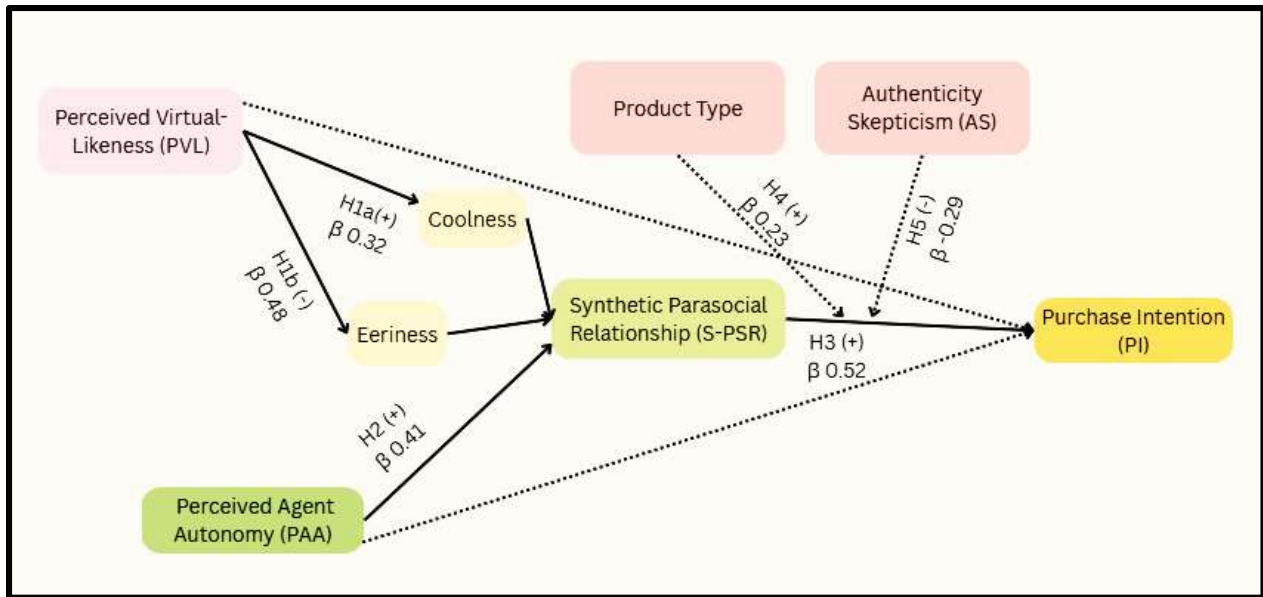 Perceived Virtual-
Likeness (PVL)
Product Type
Authenticity
Skepticism (AS)
H1a(+)
β 0.32
Coolness
H4 (+)
β 0.23
H5 (-)
β -0.29
H1b (-)
β 0.48
Eeriness
Synthetic Parasocial
Relationship (S-PSR)
H3 (+)
β 0.52
Purchase Intention
(PI)
H2 (+)
β 0.41
Perceived Agent
Autonomy (PAA)